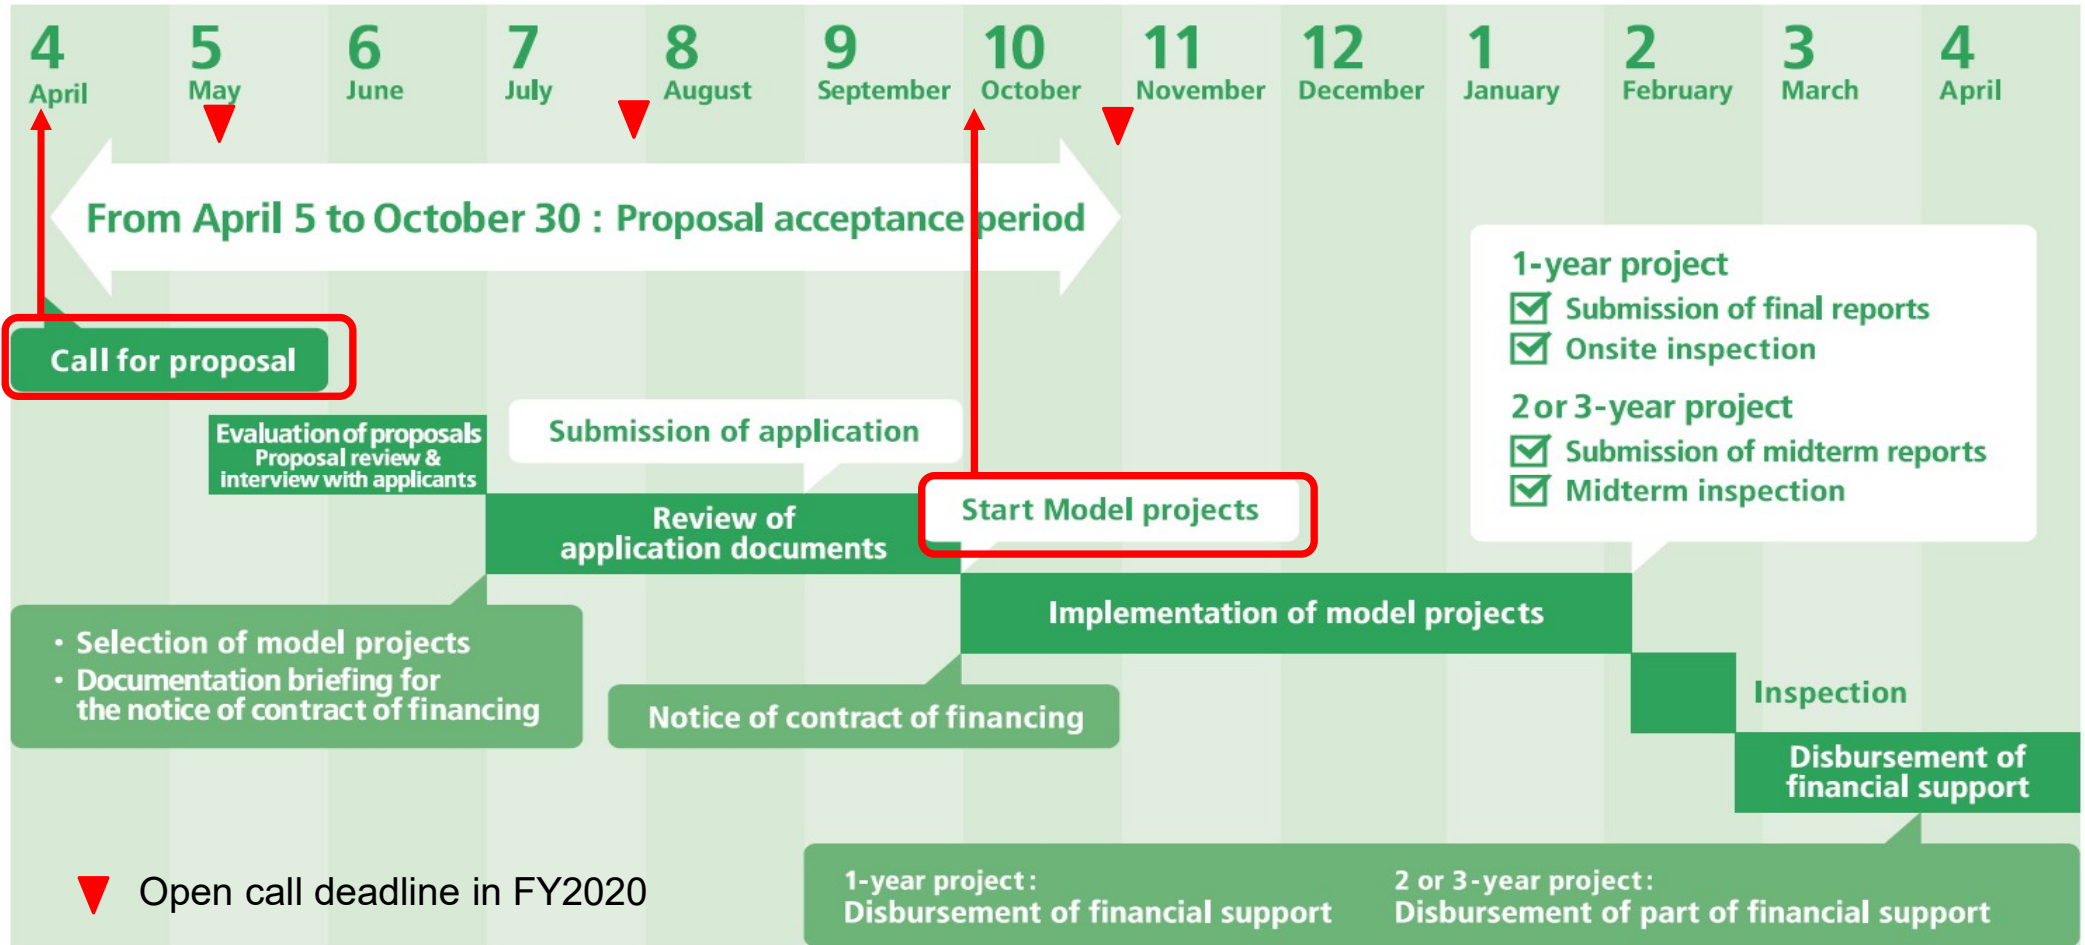 4
April
5
May
6
June
7
July
8
August
9
September
10
October
11
November
12
December
1
January
2
February
3
March
4
April
From April 5 to October 30 : Proposal acceptance period
Call for proposal
1-year project
Submission of final reports
Onsite inspection
2 or 3-year project
Submission of midterm reports
Midterm inspection
Evaluation of proposals
Proposal review &
interview with applicants
Submission of application
Review of
application documents
Start Model projects
Implementation of model projects
・Selection of model projects
・Documentation briefing for
the notice of contract of financing
Notice of contract of financing
Inspection
Disbursement of
financial support
Open call deadline in FY2020
1-year project:
Disbursement of financial support
2 or 3-year project:
Disbursement of part of financial support